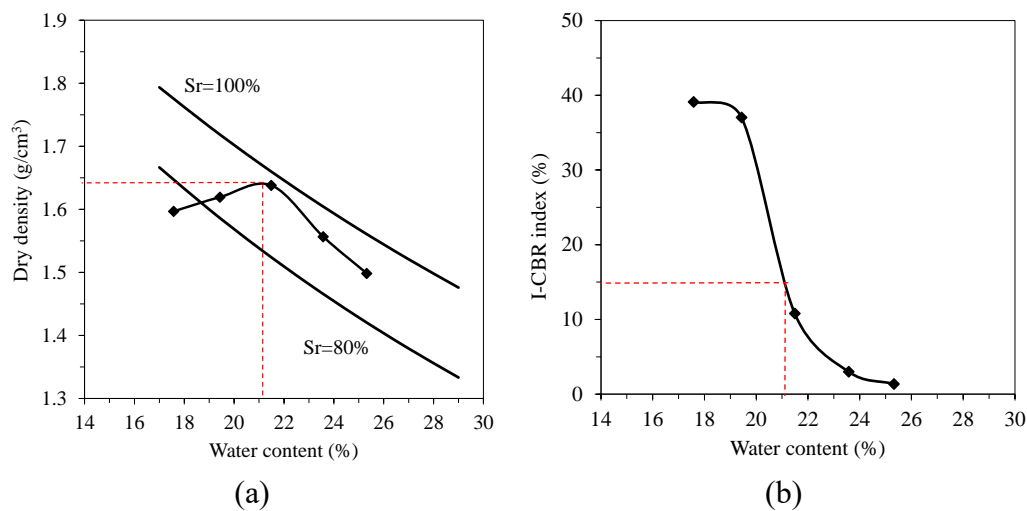 1.9
1.8
1.7
1.6
1.5
1.4
1.3
Dry density (g/cm³)
Sr=100%
Sr=80%
14 16 18 20 22 24 26 28 30
Water content (%)
(a)
50
40
30
20
10
0
I-CBR index (%)
14 16 18 20 22 24 26 28 30
Water content (%)
(b)